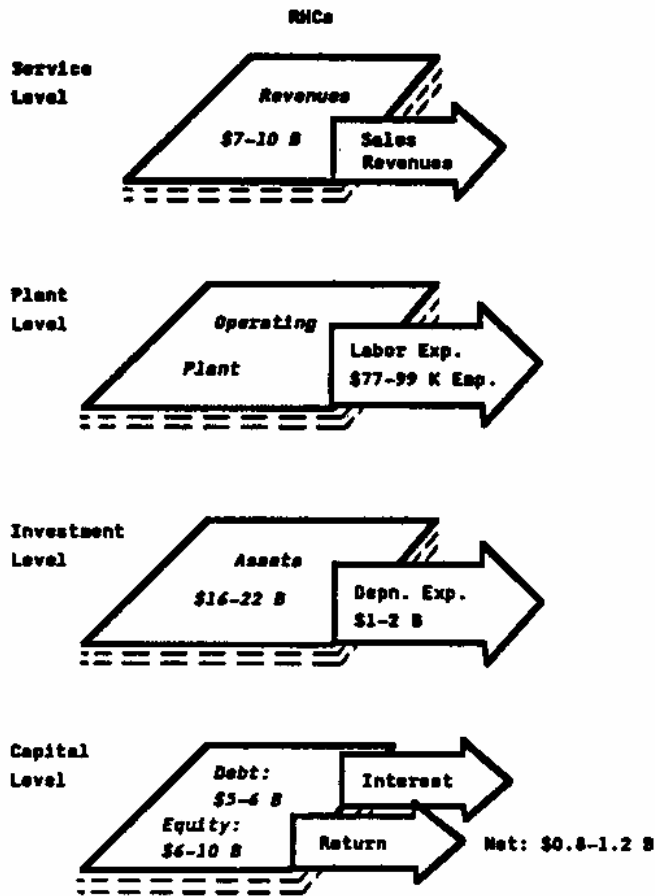 RHCs
Service
Level
Revenues
$7-10 B
Sales
Revenues
Plant
Level
Operating
Plant
Labor Exp.
$77-99 K Emp.
Investment
Level
Assets
$16-22 B
Depn. Exp.
$1-2 B
Capital
Level
Debt:
$5-6 B
Interest
Equity:
$6-10 B
Return
Net: $0.8-1.2 B